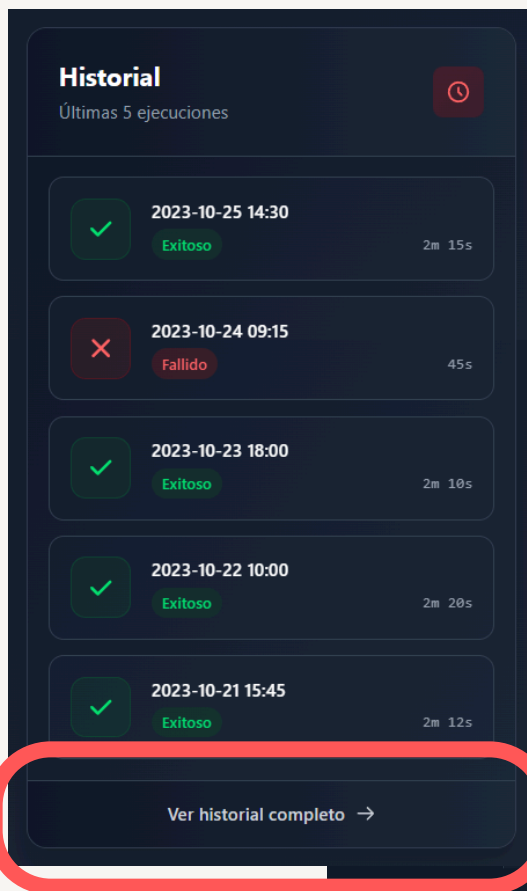 Historial
Últimas 5 ejecuciones
2023-10-25 14:30
Exitoso
2m 15s
2023-10-24 09:15
Fallido
45s
2023-10-23 18:00
Exitoso
2m 10s
2023-10-22 10:00
Exitoso
2m 20s
2023-10-21 15:45
Exitoso
2m 12s
Ver historial completo →